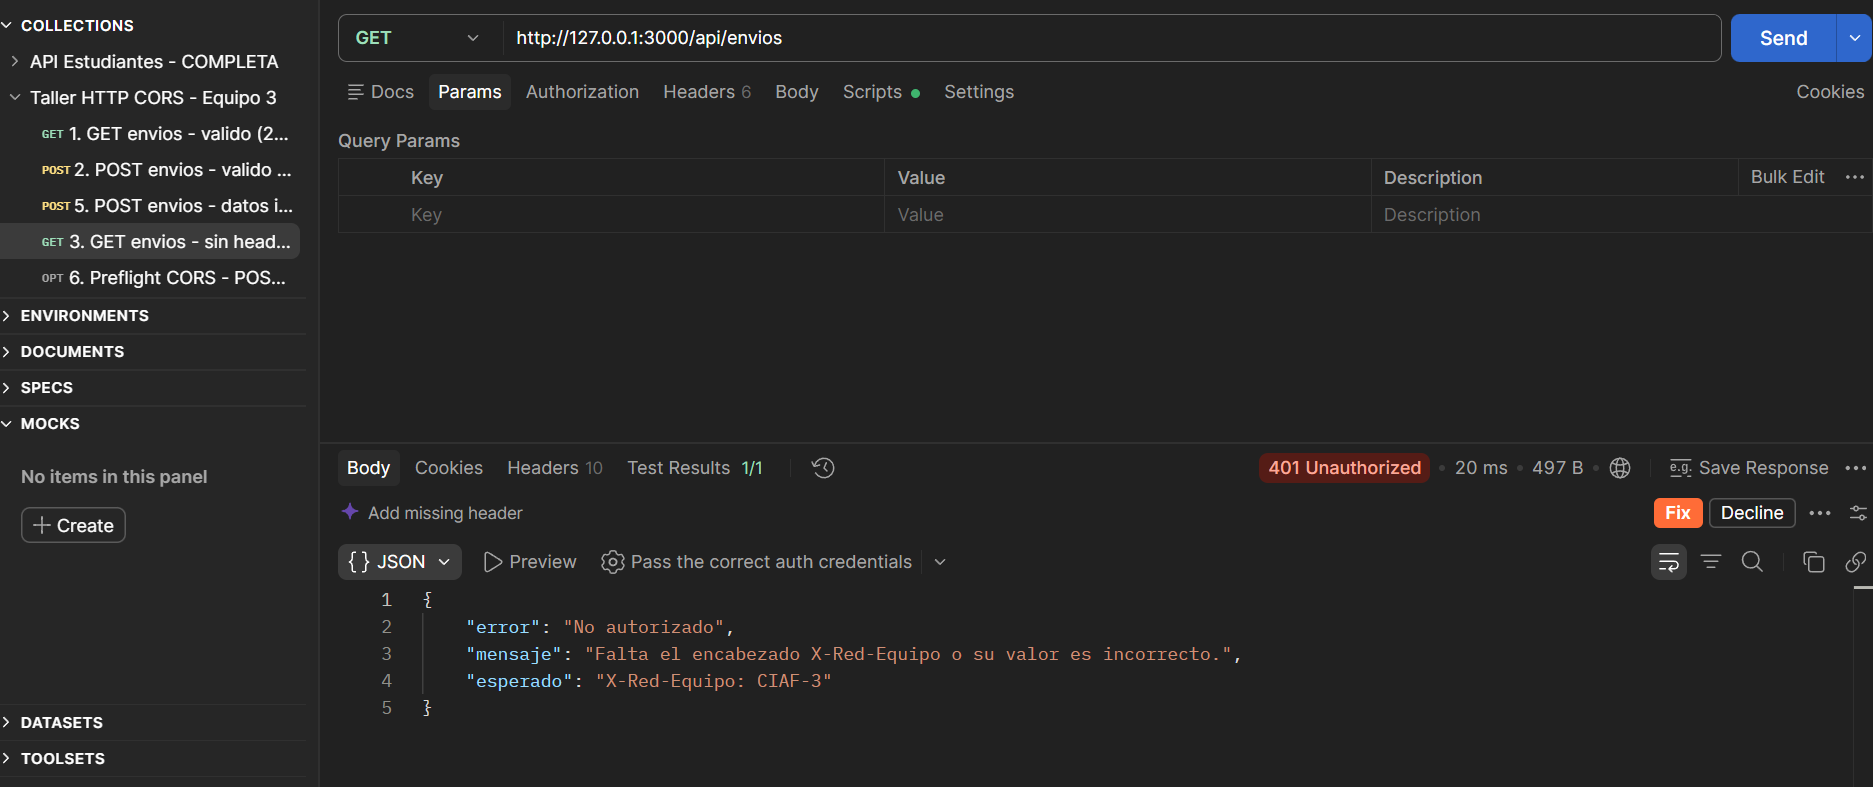 COLLECTIONS
API Estudiantes - COMPLETA
Taller HTTP CORS - Equipo 3
GET 1. GET envios - valido (2...
POST 2. POST envios - valido ...
POST 5. POST envios - datos i...
GET 3. GET envios - sin head...
OPT 6. Preflight CORS - POS...
ENVIRONMENTS
DOCUMENTS
SPECS
MOCKS
No items in this panel
Create
DATASETS
TOOLSETS
GET http://127.0.0.1:3000/api/envios Send
Docs Params Authorization Headers 6 Body Scripts Settings Cookies
Query Params
Key Value Description Bulk Edit ...
Key Value Description
Body Cookies Headers 10 Test Results 1/1 401 Unauthorized • 20 ms • 497 B • e.g. Save Response ...
Add missing header Fix Decline ...
{} JSON Preview Pass the correct auth credentials
1 {
2 "error": "No autorizado",
3 "mensaje": "Falta el encabezado X-Red-Equipo o su valor es incorrecto.",
4 "esperado": "X-Red-Equipo: CIAF-3"
5 }